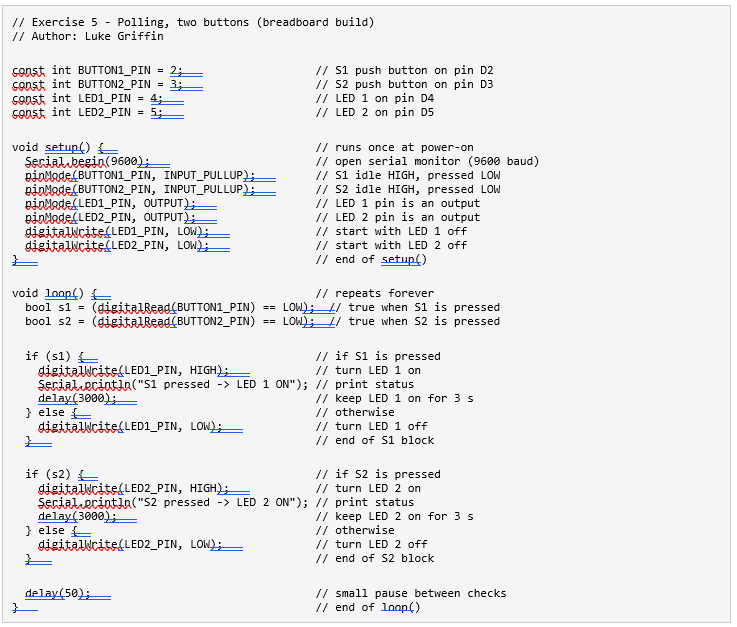 // Exercise 5 - Polling, two buttons (breadboard build)
// Author: Luke Griffin
const int BUTTON1_PIN = 2; // S1 push button on pin D2
const int BUTTON2_PIN = 3; // S2 push button on pin D3
const int LED1_PIN = 4; // LED 1 on pin D4
const int LED2_PIN = 5; // LED 2 on pin D5
void setup() { // runs once at power-on
Serial.begin(9600); // open serial monitor (9600 baud)
pinMode(BUTTON1_PIN, INPUT_PULLUP); // S1 idle HIGH, pressed LOW
pinMode(BUTTON2_PIN, INPUT_PULLUP); // S2 idle HIGH, pressed LOW
pinMode(LED1_PIN, OUTPUT); // LED 1 pin is an output
pinMode(LED2_PIN, OUTPUT); // LED 2 pin is an output
digitalWrite(LED1_PIN, LOW); // start with LED 1 off
digitalWrite(LED2_PIN, LOW); // start with LED 2 off
} // end of setup()
void loop() { // repeats forever
bool s1 = (digitalRead(BUTTON1_PIN) == LOW); // true when S1 is pressed
bool s2 = (digitalRead(BUTTON2_PIN) == LOW); // true when S2 is pressed
if (s1) { // if S1 is pressed
digitalWrite(LED1_PIN, HIGH); // turn LED 1 on
Serial.println("S1 pressed -> LED 1 ON"); // print status
delay(3000); // keep LED 1 on for 3 s
} else { // otherwise
digitalWrite(LED1_PIN, LOW); // turn LED 1 off
} // end of S1 block
if (s2) { // if S2 is pressed
digitalWrite(LED2_PIN, HIGH); // turn LED 2 on
Serial.println("S2 pressed -> LED 2 ON"); // print status
delay(3000); // keep LED 2 on for 3 s
} else { // otherwise
digitalWrite(LED2_PIN, LOW); // turn LED 2 off
} // end of S2 block
delay(50); // small pause between checks
} // end of loop()